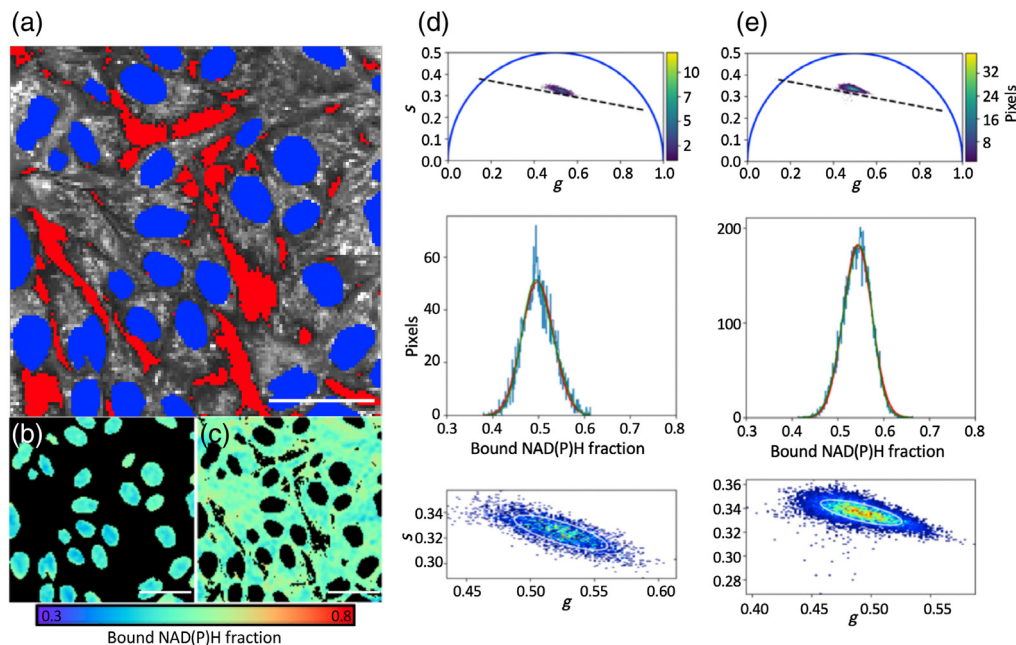 (a)
(b)
(c)
0.3 0.8
Bound NAD(P)H fraction
(d)
0.5
0.4
0.3
0.2
0.1
0.0
s
0.0 0.2 0.4 0.6 0.8 1.0
g
10
7
5
2
60
40
20
0
Pixels
0.3 0.4 0.5 0.6 0.7 0.8
Bound NAD(P)H fraction
0.34
0.32
0.30
s
0.45 0.50 0.55 0.60
g
(e)
0.5
0.4
0.3
0.2
0.1
0.0
0.0 0.2 0.4 0.6 0.8 1.0
g
32
24
16
8
Pixels
200
100
0
0.3 0.4 0.5 0.6 0.7 0.8
Bound NAD(P)H fraction
0.36
0.34
0.33
0.31
0.29
0.28
0.40 0.45 0.50 0.55
g